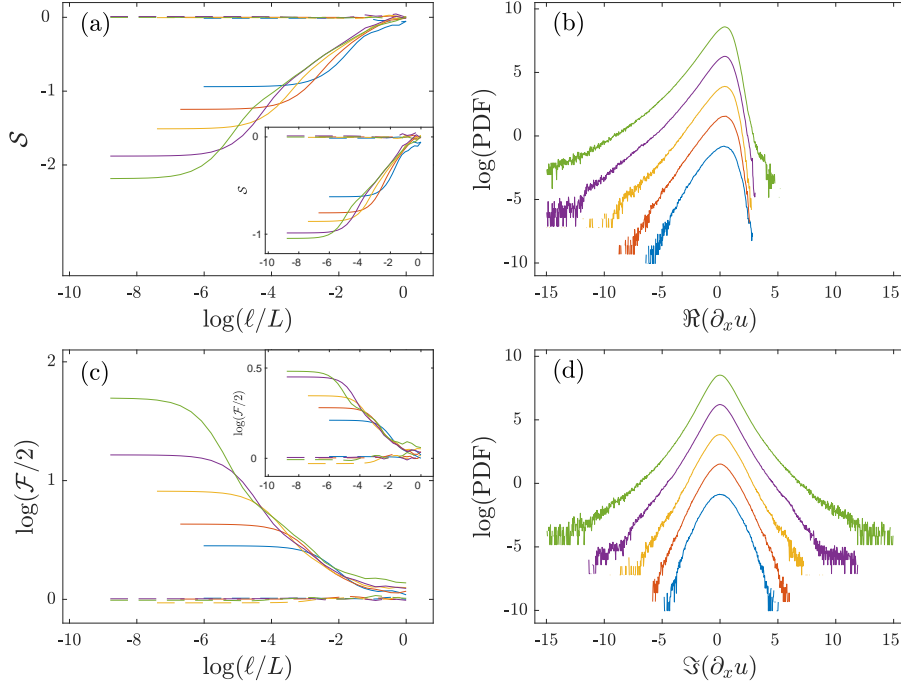 (a)
0
-1
-2
𝒮
-10 -8 -6 -4 -2 0
log(ℓ/L)
0
-1
𝒮
-10 -8 -6 -4 -2 0
(b)
10
5
0
-5
-10
log(PDF)
-15 -10 -5 0 5 10 15
ℜ(∂ₓu)
(c)
2
1
0
log(ℱ/2)
-10 -8 -6 -4 -2 0
log(ℓ/L)
0.5
0
log(ℱ/2)
-10 -8 -6 -4 -2 0
(d)
10
5
0
-5
-10
log(PDF)
-15 -10 -5 0 5 10 15
ℑ(∂ₓu)